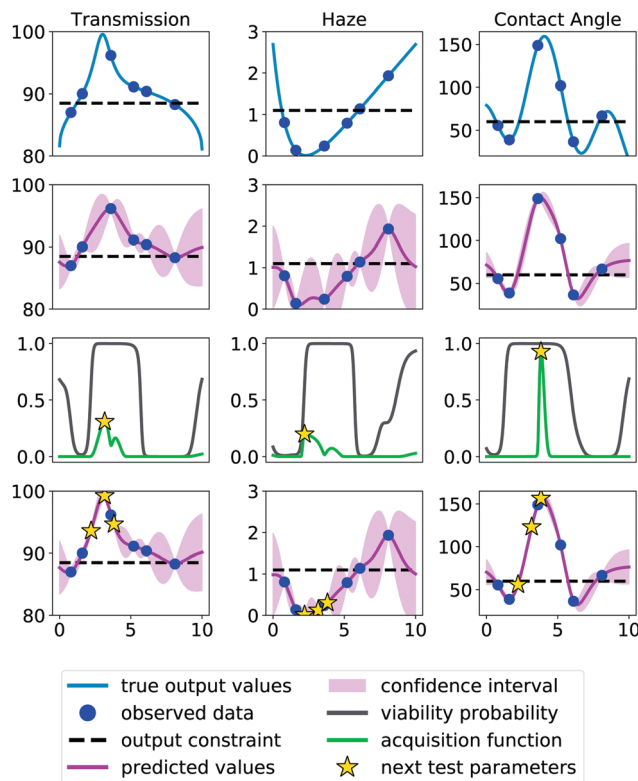 Transmission Haze Contact Angle
100 3 150
90 2 100
80 1 50
0
100 3 150
90 2 100
80 1 50
0
1.0 1.0 1.0
0.5 0.5 0.5
0.0 0.0 0.0
100 3 150
90 2 100
80 1 50
0
0 5 10 0 5 10 0 5 10
true output values confidence interval
observed data viability probability
output constraint acquisition function
predicted values next test parameters